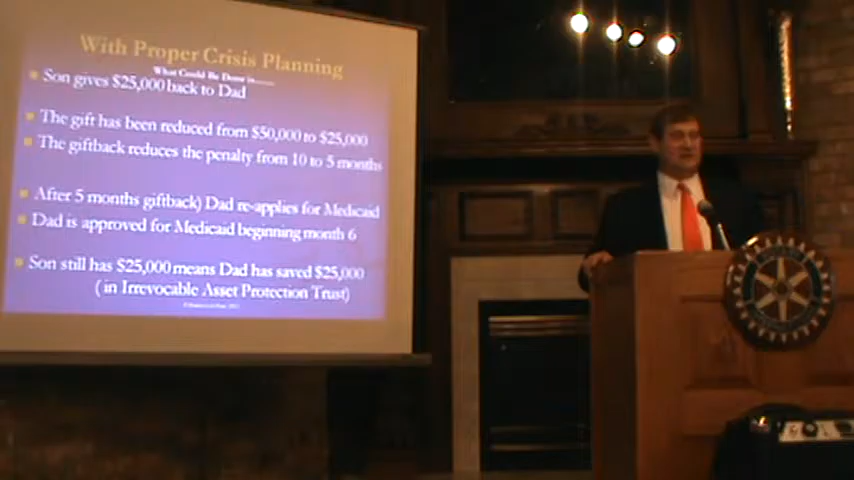 With Proper Crisis Planning
What Could Be Done is......
Son gives $25,000 back to Dad
The gift has been reduced from $50,000 to $25,000
The giftback reduces the penalty from 10 to 5 months
After 5 months giftback) Dad re-applies for Medicaid
Dad is approved for Medicaid beginning month 6
Son still has $25,000 means Dad has saved $25,000
( in Irrevocable Asset Protection Trust)